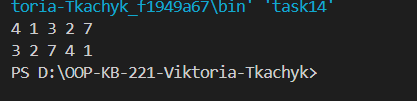 toria-Tkachyk_f1949a67\bin' 'task14'
4 1 3 2 7
3 2 7 4 1
PS D:\OOP-KB-221-Viktoria-Tkachyk>